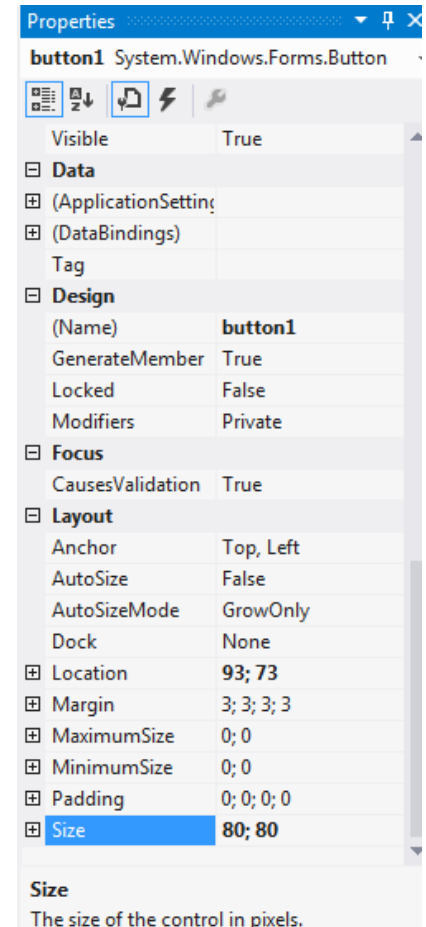 Properties
button1 System.Windows.Forms.Button
Visible True
Data
(ApplicationSetting
(DataBindings)
Tag
Design
(Name) button1
GenerateMember True
Locked False
Modifiers Private
Focus
CausesValidation True
Layout
Anchor Top, Left
AutoSize False
AutoSizeMode GrowOnly
Dock None
Location 93; 73
Margin 3; 3; 3; 3
MaximumSize 0; 0
MinimumSize 0; 0
Padding 0; 0; 0; 0
Size 80; 80
Size
The size of the control in pixels.